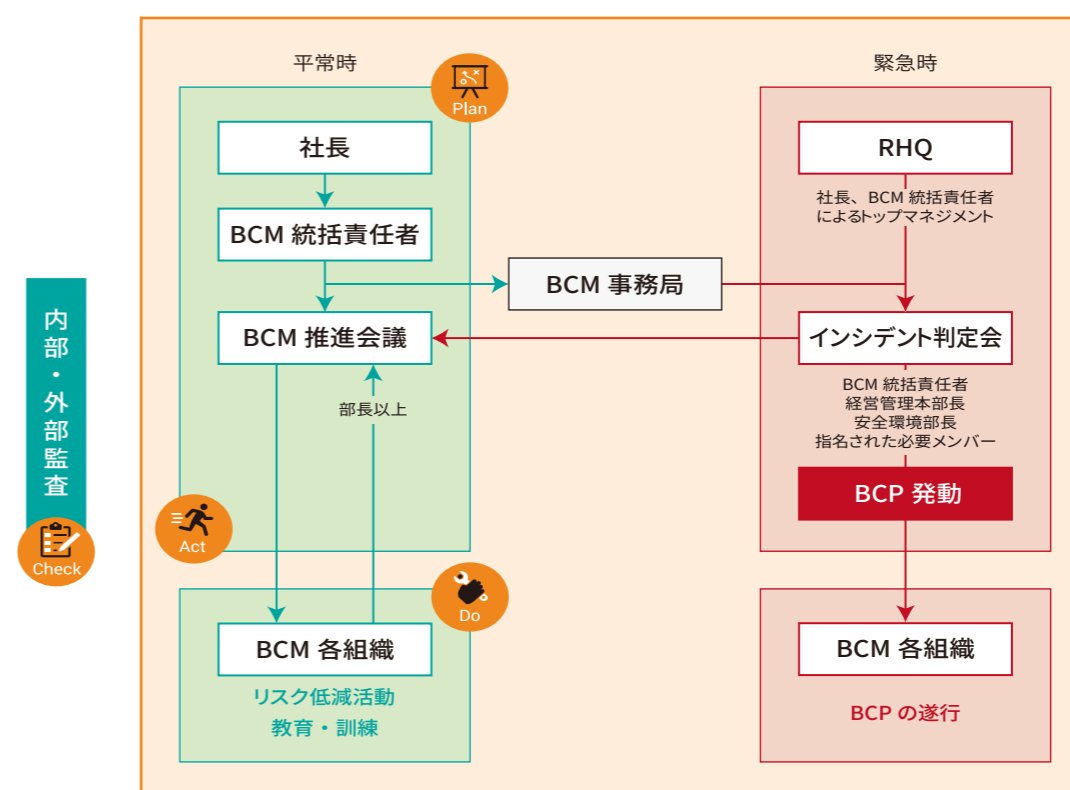 平常時
緊急時
Plan
社長
RHQ
社長、BCM 統括責任者
によるトップマネジメント
BCM 統括責任者
BCM 事務局
内部・外部監査
BCM 推進会議
インシデント判定会
部長以上
BCM 統括責任者
経営管理本部長
安全環境部長
指名された必要メンバー
BCP 発動
Act
Check
Do
BCM 各組織
BCM 各組織
リスク低減活動
教育・訓練
BCP の遂行